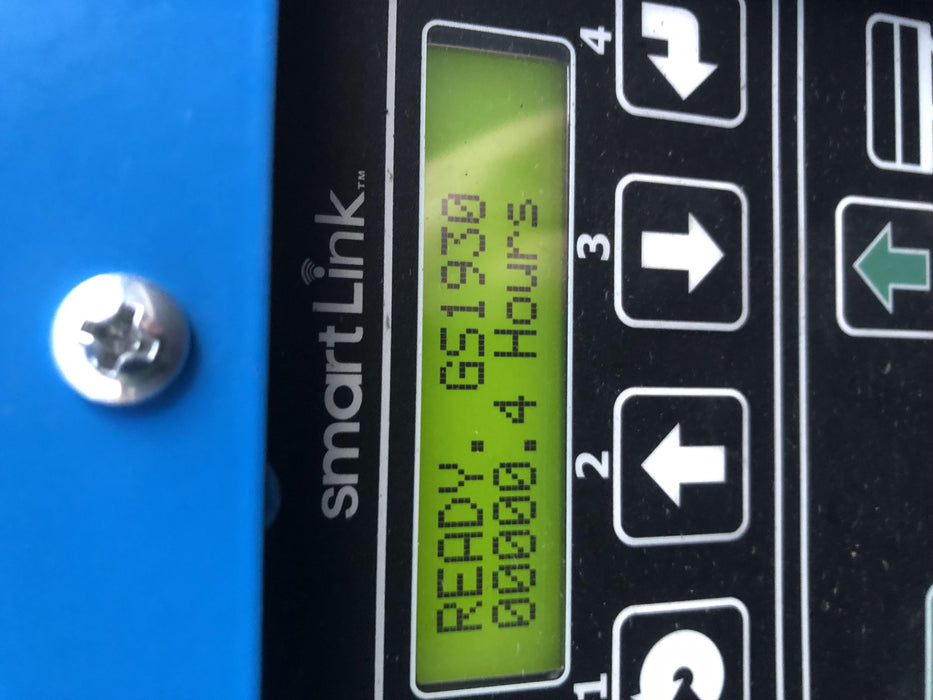 smartLink™
READY. GS1930
00000.4 Hours
1 2 3 4